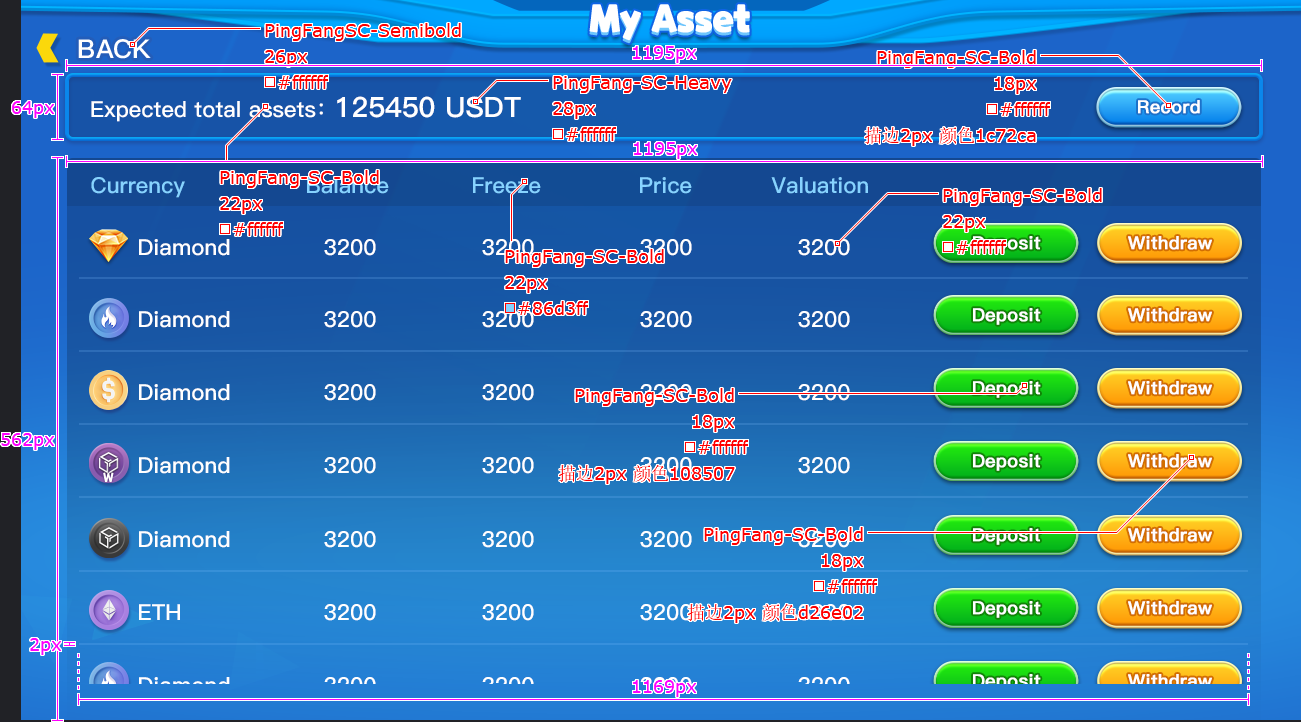 My Asset
BACK
PingFangSC-Semibold
26px
#ffffff
1195px
PingFang-SC-Bold
18px
#ffffff
描边2px 颜色1c72ca
PingFang-SC-Heavy
28px
#ffffff
64px
Expected total assets: 125450 USDT
Record
1195px
PingFang-SC-Bold
22px
#ffffff
Currency Balance Freeze Price Valuation
PingFang-SC-Bold
22px
#ffffff
Diamond 3200 3200 3200 3200 Deposit Withdraw
PingFang-SC-Bold
22px
#86d3ff
Diamond 3200 3200 3200 3200 Deposit Withdraw
Diamond 3200 3200 3200 3200 Deposit Withdraw
PingFang-SC-Bold
18px
#ffffff
描边2px 颜色108507
562px
Diamond 3200 3200 3200 3200 Deposit Withdraw
Diamond 3200 3200 3200 3200 Deposit Withdraw
PingFang-SC-Bold
18px
#ffffff
描边2px 颜色d26e02
ETH 3200 3200 3200 Deposit Withdraw
2px
Diamond 3200 3200 3200 3200 Deposit Withdraw
1169px